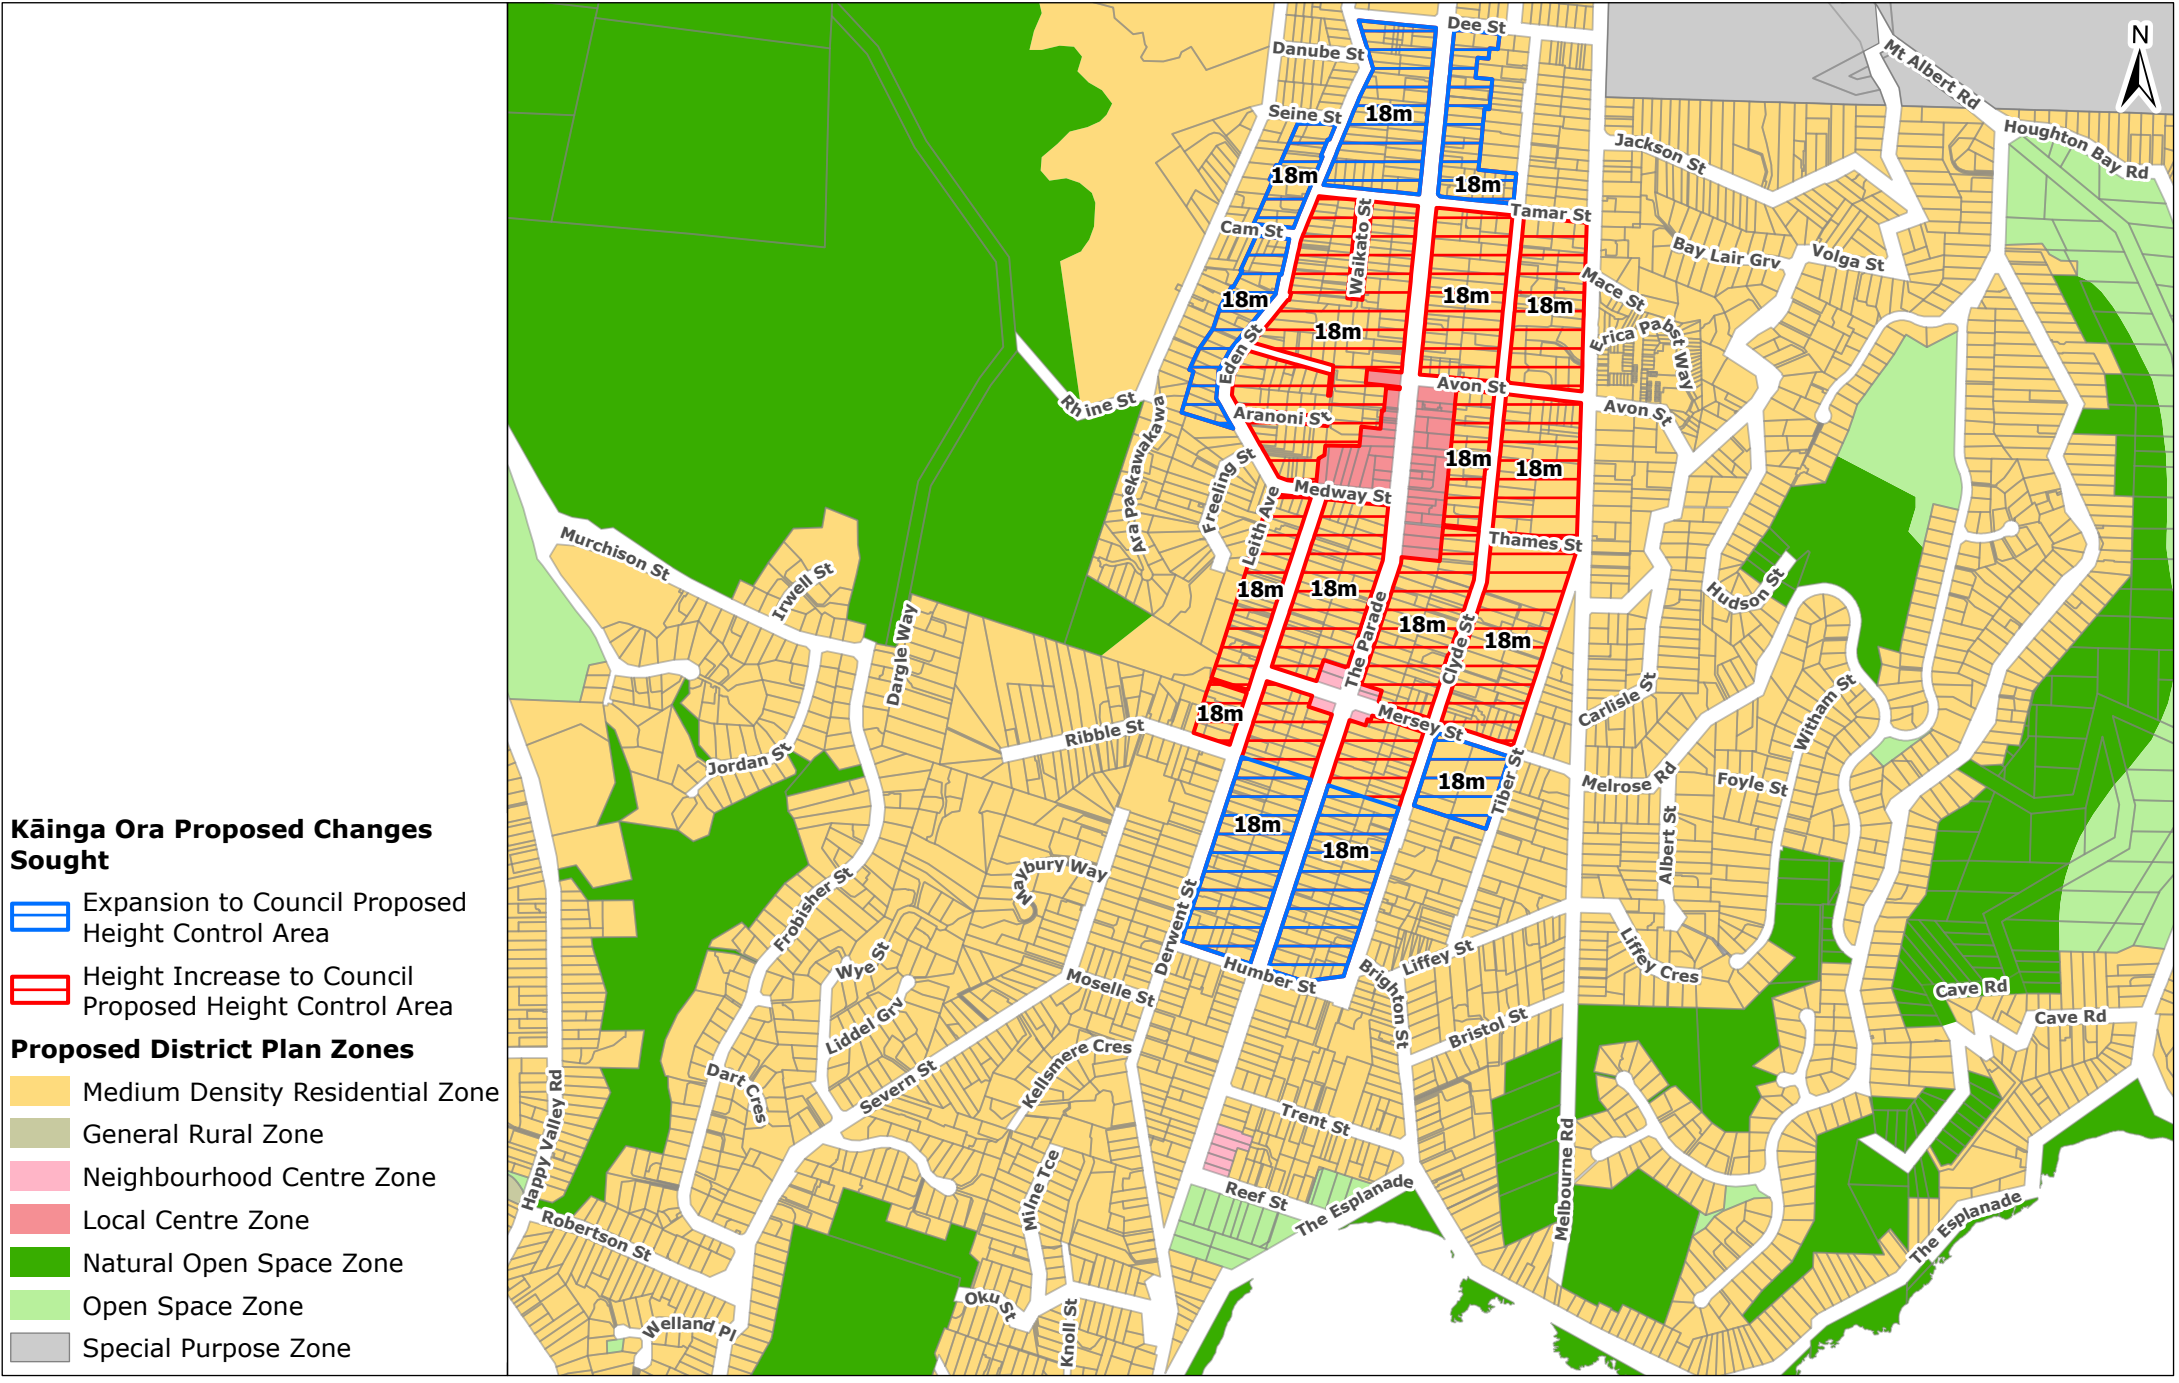 Kāinga Ora Proposed Changes
Sought
Expansion to Council Proposed
Height Control Area
Height Increase to Council
Proposed Height Control Area
Proposed District Plan Zones
Medium Density Residential Zone
General Rural Zone
Neighbourhood Centre Zone
Local Centre Zone
Natural Open Space Zone
Open Space Zone
Special Purpose Zone
N
Dee St
Danube St
Mt Albert Rd
Seine St
18m
Houghton Bay Rd
Jackson St
18m
18m
Tamar St
Cam St
Waikato St
Bay Lair Grv
Volga St
Mace St
18m
18m
18m
18m
Erica Pabst Way
Eden St
Avon St
Rhine St
Aranoni St
Avon St
Ara Paekawakawa
Freeling St
18m
18m
Medway St
Leith Ave
Thames St
Murchison St
Irwell St
Hudson St
18m
18m
The Parade
18m
Clyde St
18m
Dargle Way
Carlisle St
Witham St
18m
Mersey St
Ribble St
Jordan St
18m
Tiber St
Melrose Rd
Foyle St
18m
18m
Albert St
Maybury Way
Frobisher St
Derwent St
Wye St
Liffey St
Liffey Cres
Moselle St
Humber St
Brighton St
Cave Rd
Cave Rd
Liddel Grv
Bristol St
Kellsmere Cres
Severn St
Dart Cres
Happy Valley Rd
Trent St
Melbourne Rd
Milne Tce
Reef St
The Esplanade
The Esplanade
Robertson St
Oku St
Knoll St
Welland Pl